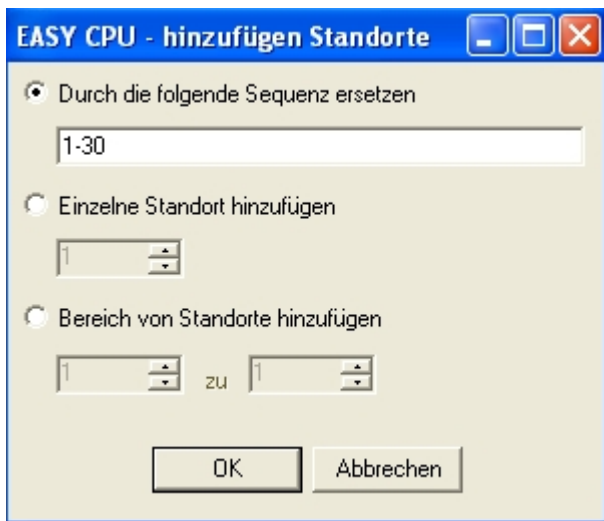 EASY CPU - hinzufügen Standorte
Durch die folgende Sequenz ersetzen
1-30
Einzelne Standort hinzufügen
1
Bereich von Standorte hinzufügen
1 zu 1
OK Abbrechen